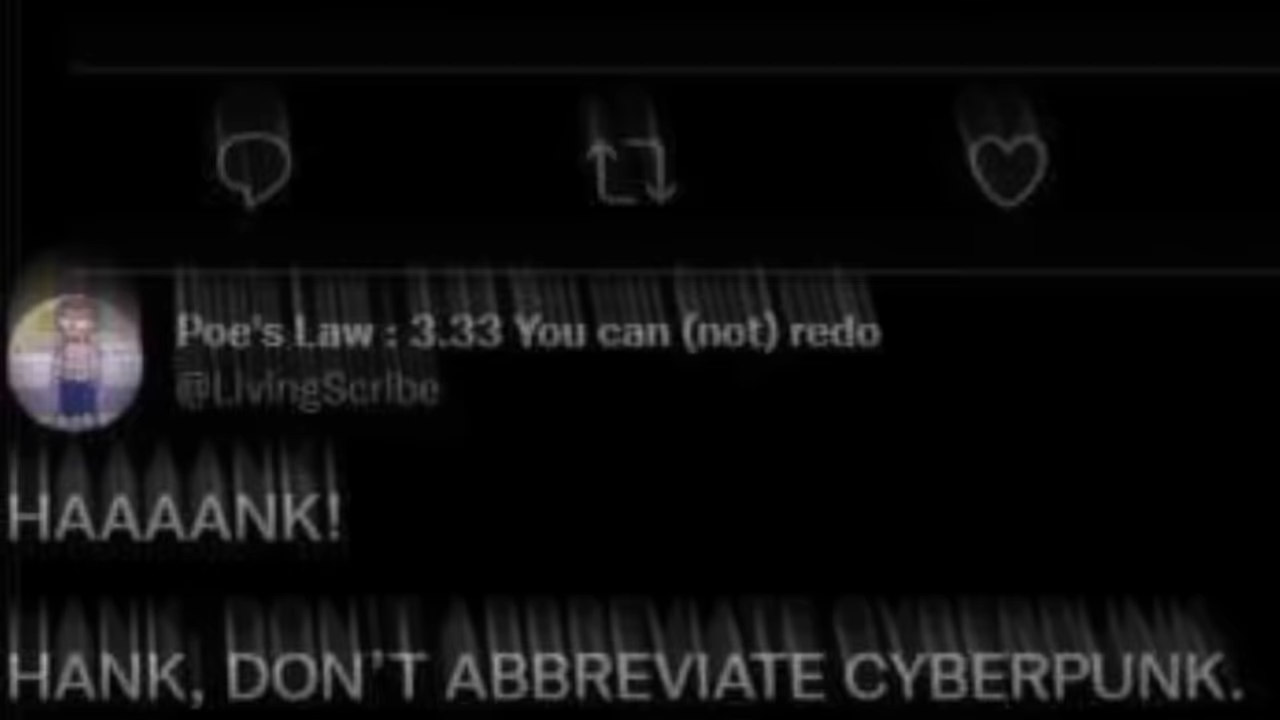 Poe's Law : 3.33 You can (not) redo
@LivingScribe
HAAAANK!
HANK, DON'T ABBREVIATE CYBERPUNK.